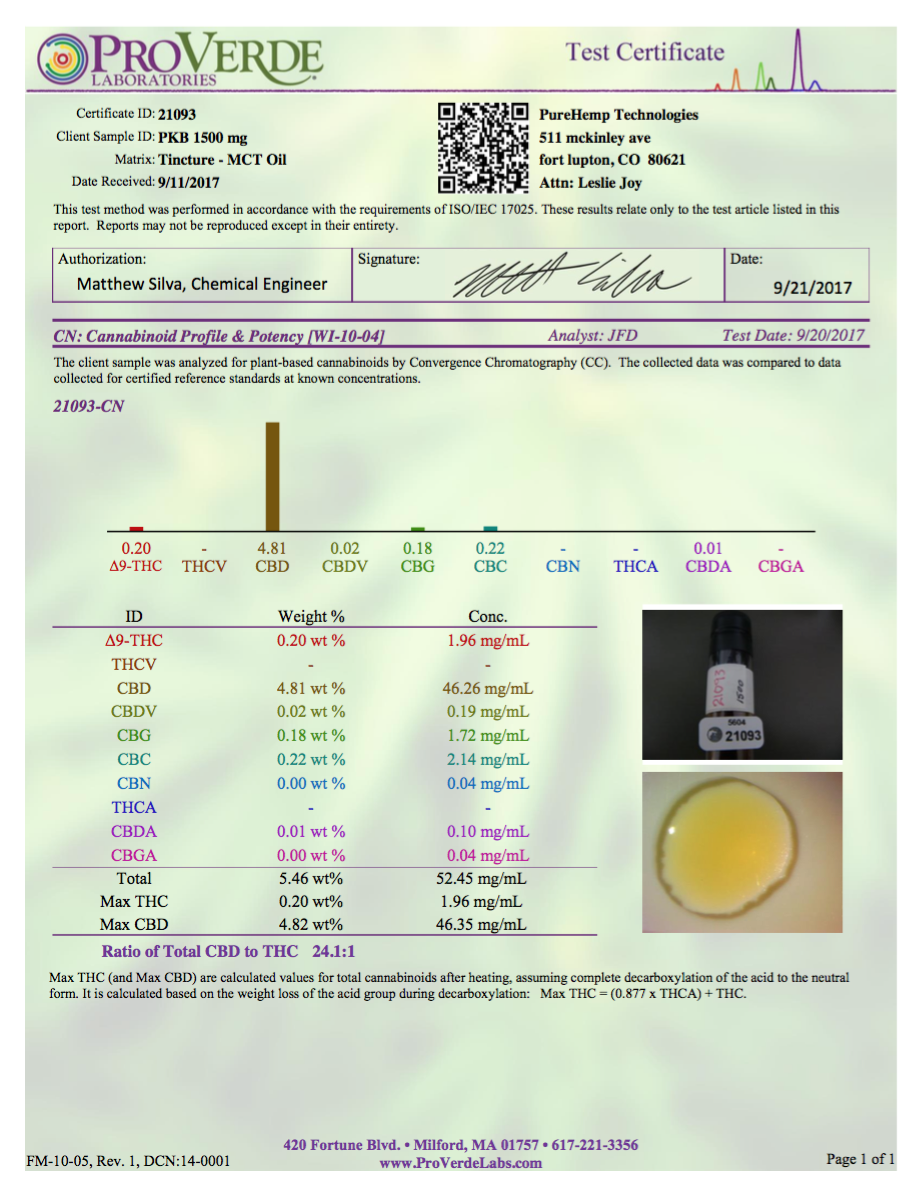 PROVERDE
LABORATORIES
Test Certificate
Certificate ID: 21093
Client Sample ID: PKB 1500 mg
Matrix: Tincture - MCT Oil
Date Received: 9/11/2017
PureHemp Technologies
511 mckinley ave
fort lupton, CO 80621
Attn: Leslie Joy
This test method was performed in accordance with the requirements of ISO/IEC 17025. These results relate only to the test article listed in this
report. Reports may not be reproduced except in their entirety.
Authorization:
Matthew Silva, Chemical Engineer
Signature:
Matt Silva
Date:
9/21/2017
CN: Cannabinoid Profile & Potency [WI-10-04] Analyst: JFD Test Date: 9/20/2017
The client sample was analyzed for plant-based cannabinoids by Convergence Chromatography (CC). The collected data was compared to data
collected for certified reference standards at known concentrations.
21093-CN
0.20 - 4.81 0.02 0.18 0.22 - - 0.01 -
Δ9-THC THCV CBD CBDV CBG CBC CBN THCA CBDA CBGA
ID Weight % Conc.
Δ9-THC 0.20 wt % 1.96 mg/mL
THCV - -
CBD 4.81 wt % 46.26 mg/mL
CBDV 0.02 wt % 0.19 mg/mL
CBG 0.18 wt % 1.72 mg/mL
CBC 0.22 wt % 2.14 mg/mL
CBN 0.00 wt % 0.04 mg/mL
THCA - -
CBDA 0.01 wt % 0.10 mg/mL
CBGA 0.00 wt % 0.04 mg/mL
Total 5.46 wt% 52.45 mg/mL
Max THC 0.20 wt% 1.96 mg/mL
Max CBD 4.82 wt% 46.35 mg/mL
Ratio of Total CBD to THC 24.1:1
21093
1500
5604
21093
Max THC (and Max CBD) are calculated values for total cannabinoids after heating, assuming complete decarboxylation of the acid to the neutral
form. It is calculated based on the weight loss of the acid group during decarboxylation: Max THC = (0.877 x THCA) + THC.
420 Fortune Blvd. • Milford, MA 01757 • 617-221-3356
www.ProVerdeLabs.com
FM-10-05, Rev. 1, DCN:14-0001
Page 1 of 1